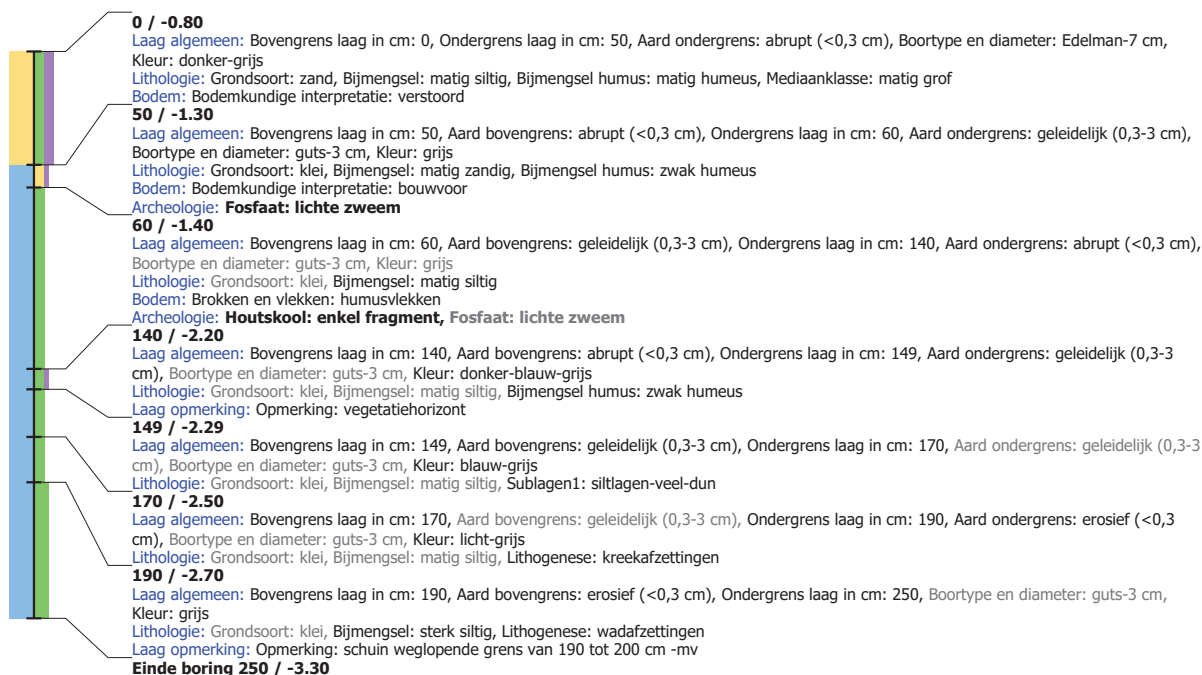 0 / -0.80
Laag algemeen: Bovengrens laag in cm: 0, Ondergrens laag in cm: 50, Aard ondergrens: abrupt (<0,3 cm), Boortype en diameter: Edelman-7 cm,
Kleur: donker-grijs
Lithologie: Grondsoort: zand, Bijmengsel: matig siltig, Bijmengsel humus: matig humeus, Mediaanklasse: matig grof
Bodem: Bodemkundige interpretatie: verstoord
50 / -1.30
Laag algemeen: Bovengrens laag in cm: 50, Aard bovengrens: abrupt (<0,3 cm), Ondergrens laag in cm: 60, Aard ondergrens: geleidelijk (0,3-3 cm),
Boortype en diameter: guts-3 cm, Kleur: grijs
Lithologie: Grondsoort: klei, Bijmengsel: matig zandig, Bijmengsel humus: zwak humeus
Bodem: Bodemkundige interpretatie: bouwvoor
Archeologie: Fosfaat: lichte zweem
60 / -1.40
Laag algemeen: Bovengrens laag in cm: 60, Aard bovengrens: geleidelijk (0,3-3 cm), Ondergrens laag in cm: 140, Aard ondergrens: abrupt (<0,3 cm),
Boortype en diameter: guts-3 cm, Kleur: grijs
Lithologie: Grondsoort: klei, Bijmengsel: matig siltig
Bodem: Brokken en vlekken: humusvlekken
Archeologie: Houtskool: enkel fragment, Fosfaat: lichte zweem
140 / -2.20
Laag algemeen: Bovengrens laag in cm: 140, Aard bovengrens: abrupt (<0,3 cm), Ondergrens laag in cm: 149, Aard ondergrens: geleidelijk (0,3-3
cm), Boortype en diameter: guts-3 cm, Kleur: donker-blauw-grijs
Lithologie: Grondsoort: klei, Bijmengsel: matig siltig, Bijmengsel humus: zwak humeus
Laag opmerking: Opmerking: vegetatiehorizont
149 / -2.29
Laag algemeen: Bovengrens laag in cm: 149, Aard bovengrens: geleidelijk (0,3-3 cm), Ondergrens laag in cm: 170, Aard ondergrens: geleidelijk (0,3-3
cm), Boortype en diameter: guts-3 cm, Kleur: blauw-grijs
Lithologie: Grondsoort: klei, Bijmengsel: matig siltig, Sublagen1: siltlagen-veel-dun
170 / -2.50
Laag algemeen: Bovengrens laag in cm: 170, Aard bovengrens: geleidelijk (0,3-3 cm), Ondergrens laag in cm: 190, Aard ondergrens: erosief (<0,3
cm), Boortype en diameter: guts-3 cm, Kleur: licht-grijs
Lithologie: Grondsoort: klei, Bijmengsel: matig siltig, Lithogenese: kreekafzettingen
190 / -2.70
Laag algemeen: Bovengrens laag in cm: 190, Aard bovengrens: erosief (<0,3 cm), Ondergrens laag in cm: 250, Boortype en diameter: guts-3 cm,
Kleur: grijs
Lithologie: Grondsoort: klei, Bijmengsel: sterk siltig, Lithogenese: wadafzettingen
Laag opmerking: Opmerking: schuin weglopende grens van 190 tot 200 cm -mv
Einde boring 250 / -3.30